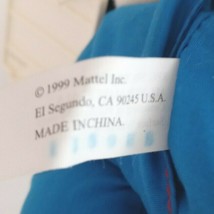 © 1999 Mattel Inc.
El Segundo, CA 90245 U.S.A.
MADE IN CHINA.